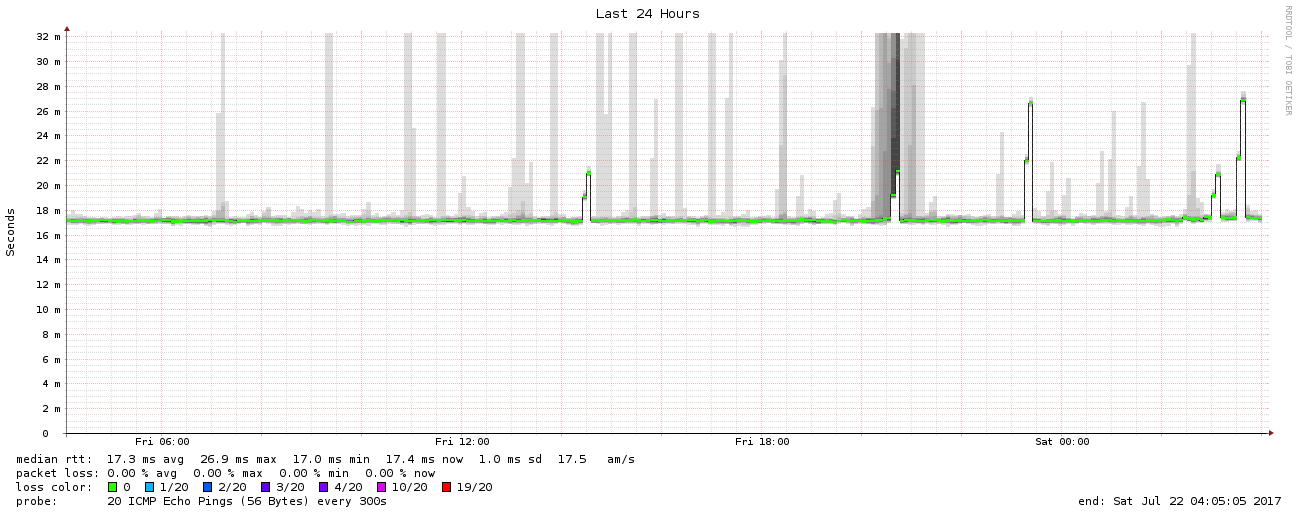 Last 24 Hours
RRDTOOL / TOBI OETIKER
Seconds
32 m
30 m
28 m
26 m
24 m
22 m
20 m
18 m
16 m
14 m
12 m
10 m
8 m
6 m
4 m
2 m
0
Fri 06:00 Fri 12:00 Fri 18:00 Sat 00:00
median rtt: 17.3 ms avg 26.9 ms max 17.0 ms min 17.4 ms now 1.0 ms sd 17.5 am/s
packet loss: 0.00 % avg 0.00 % max 0.00 % min 0.00 % now
loss color: 0 1/20 2/20 3/20 4/20 10/20 19/20
probe: 20 ICMP Echo Pings (56 Bytes) every 300s end: Sat Jul 22 04:05:05 2017